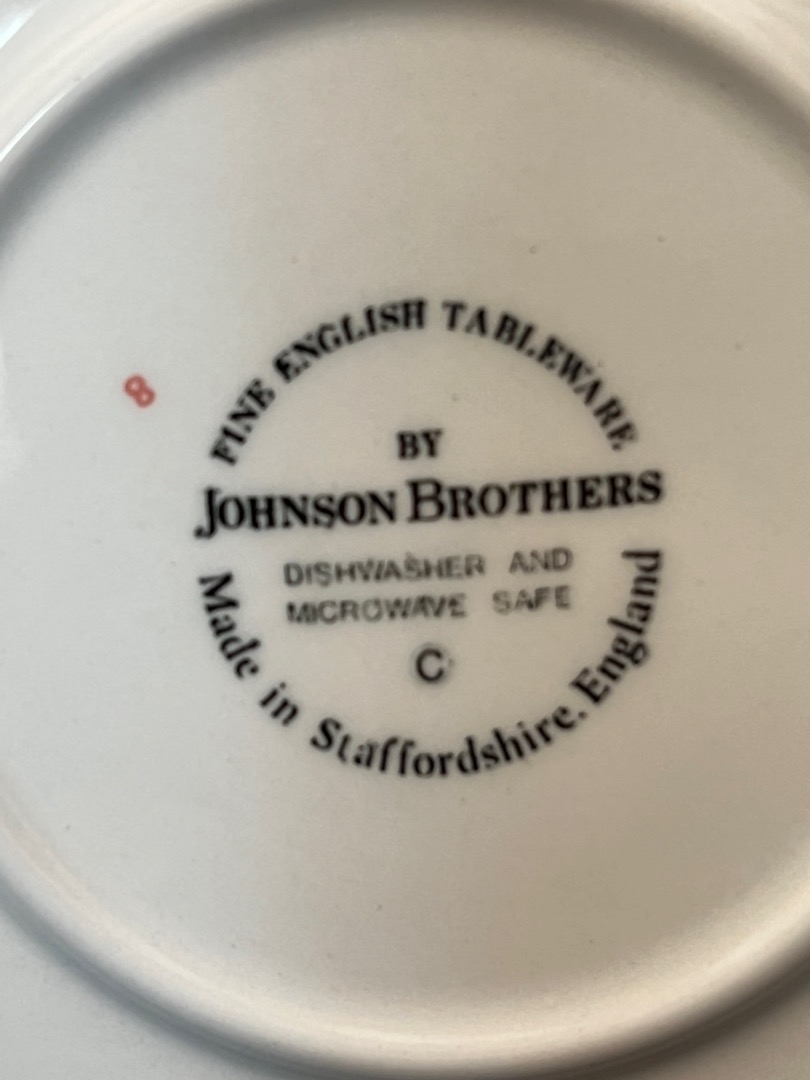 FINE ENGLISH TABLEWARE
8
BY
JOHNSON BROTHERS
DISHWASHER AND
MICROWAVE SAFE
C
Made in Staffordshire. England